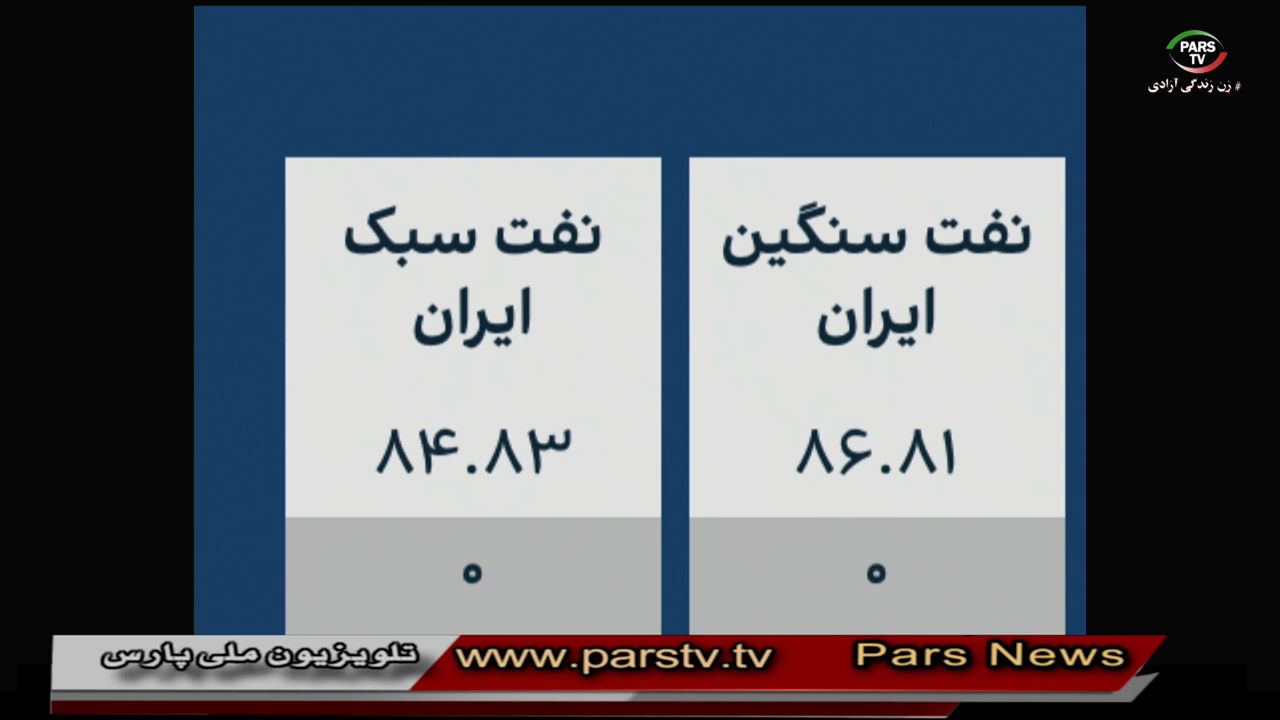 PARS
TV
# زن زندگی آزادی
نفت سنگین
ایران
۸۶.۸۱
۰
نفت سبک
ایران
۸۴.۸۳
۰
تلویزیون ملی پارس
www.parstv.tv
Pars News